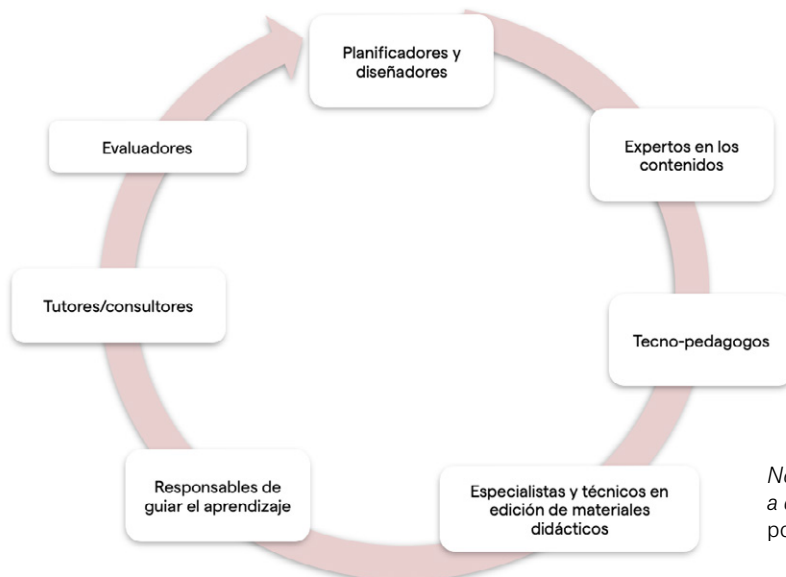 Planificadores y
diseñadores
Expertos en los
contenidos
Tecno-pedagogos
Especialistas y técnicos en
edición de materiales
didácticos
Responsables de
guiar el aprendizaje
Tutores/consultores
Evaluadores
a